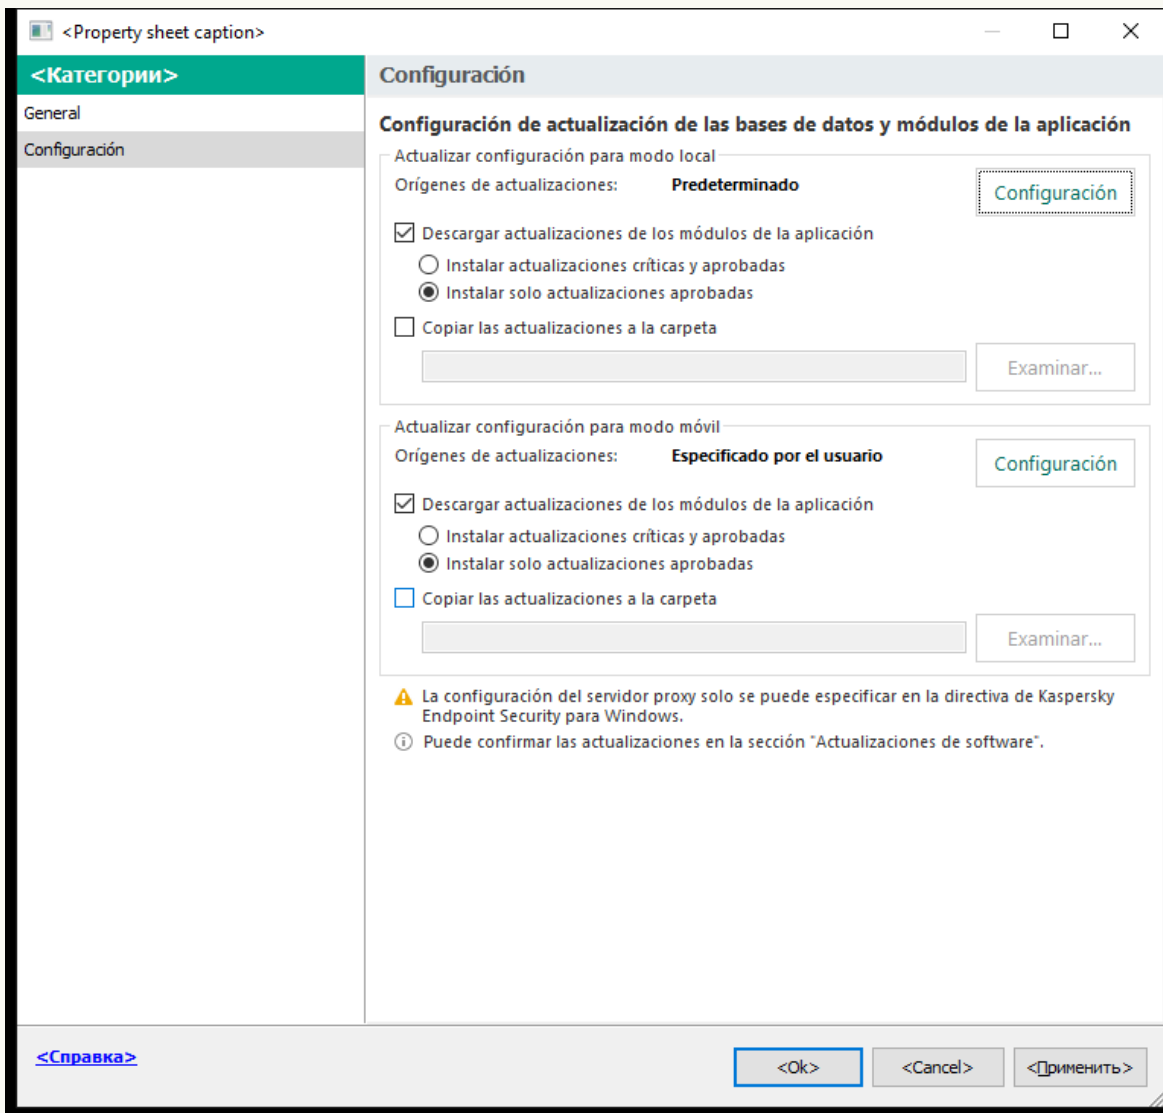 <Property sheet caption>
<Категории>
General
Configuración
Configuración
Configuración de actualización de las bases de datos y módulos de la aplicación
Actualizar configuración para modo local
Orígenes de actualizaciones: Predeterminado
Configuración
Descargar actualizaciones de los módulos de la aplicación
Instalar actualizaciones críticas y aprobadas
Instalar solo actualizaciones aprobadas
Copiar las actualizaciones a la carpeta
Examinar...
Actualizar configuración para modo móvil
Orígenes de actualizaciones: Especificado por el usuario
Configuración
Descargar actualizaciones de los módulos de la aplicación
Instalar actualizaciones críticas y aprobadas
Instalar solo actualizaciones aprobadas
Copiar las actualizaciones a la carpeta
Examinar...
La configuración del servidor proxy solo se puede especificar en la directiva de Kaspersky
Endpoint Security para Windows.
Puede confirmar las actualizaciones en la sección "Actualizaciones de software".
<Справка>
<Ok>
<Cancel>
<Применить>